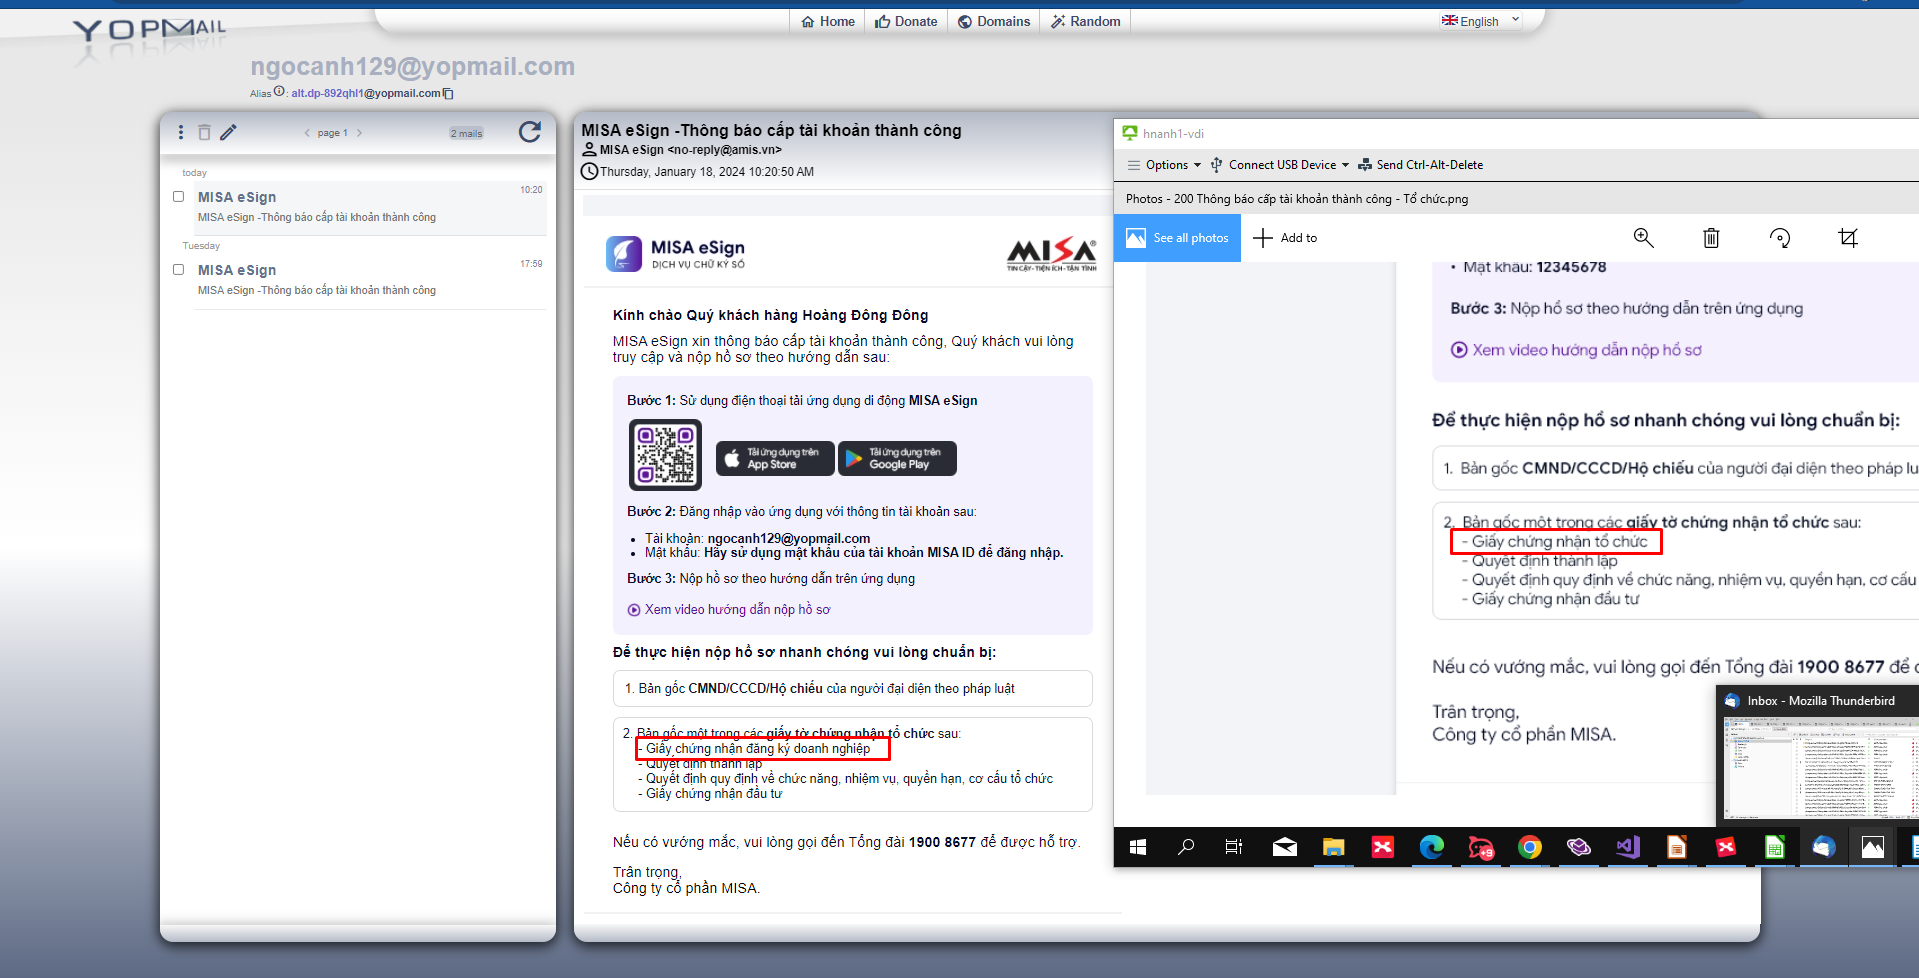 YOPMAIL
Home
Donate
Domains
Random
English
ngocanh129@yopmail.com
Alias : alt.dp-892qhl1@yopmail.com
page 1
2 mails
today
MISA eSign
10:20
MISA eSign -Thông báo cấp tài khoản thành công
Tuesday
MISA eSign
17:59
MISA eSign -Thông báo cấp tài khoản thành công
MISA eSign -Thông báo cấp tài khoản thành công
MISA eSign <no-reply@amis.vn>
Thursday, January 18, 2024 10:20:50 AM
MISA eSign
DỊCH VỤ CHỮ KÝ SỐ
MISA
TIN CẬY-TIỆN ÍCH-TẬN TÌNH
Kính chào Quý khách hàng Hoàng Đông Đông
MISA eSign xin thông báo cấp tài khoản thành công, Quý khách vui lòng
truy cập và nộp hồ sơ theo hướng dẫn sau:
Bước 1: Sử dụng điện thoại tải ứng dụng di động MISA eSign
Tải ứng dụng trên
App Store
Tải ứng dụng trên
Google Play
Bước 2: Đăng nhập vào ứng dụng với thông tin tài khoản sau:
• Tài khoản: ngocanh129@yopmail.com
• Mật khẩu: Hãy sử dụng mật khẩu của tài khoản MISA ID để đăng nhập.
Bước 3: Nộp hồ sơ theo hướng dẫn trên ứng dụng
Xem video hướng dẫn nộp hồ sơ
Để thực hiện nộp hồ sơ nhanh chóng vui lòng chuẩn bị:
1. Bản gốc CMND/CCCD/Hộ chiếu của người đại diện theo pháp luật
2. Bản gốc một trong các giấy tờ chứng nhận tổ chức sau:
- Giấy chứng nhận đăng ký doanh nghiệp
- Quyết định thành lập
- Quyết định quy định về chức năng, nhiệm vụ, quyền hạn, cơ cấu tổ chức
- Giấy chứng nhận đầu tư
Nếu có vướng mắc, vui lòng gọi đến Tổng đài 1900 8677 để được hỗ trợ.
Trân trọng,
Công ty cổ phần MISA.
hnanh1-vdi
Options
Connect USB Device
Send Ctrl-Alt-Delete
Photos - 200 Thông báo cấp tài khoản thành công - Tổ chức.png
See all photos
Add to
• Mật khẩu: 12345678
Bước 3: Nộp hồ sơ theo hướng dẫn trên ứng dụng
Xem video hướng dẫn nộp hồ sơ
Để thực hiện nộp hồ sơ nhanh chóng vui lòng chuẩn bị:
1. Bản gốc CMND/CCCD/Hộ chiếu của người đại diện theo pháp lu
2. Bản gốc một trong các giấy tờ chứng nhận tổ chức sau:
- Giấy chứng nhận tổ chức
- Quyết định thành lập
- Quyết định quy định về chức năng, nhiệm vụ, quyền hạn, cơ cấu
- Giấy chứng nhận đầu tư
Nếu có vướng mắc, vui lòng gọi đến Tổng đài 1900 8677 để
Trân trọng,
Công ty cổ phần MISA.
Inbox - Mozilla Thunderbird
+9